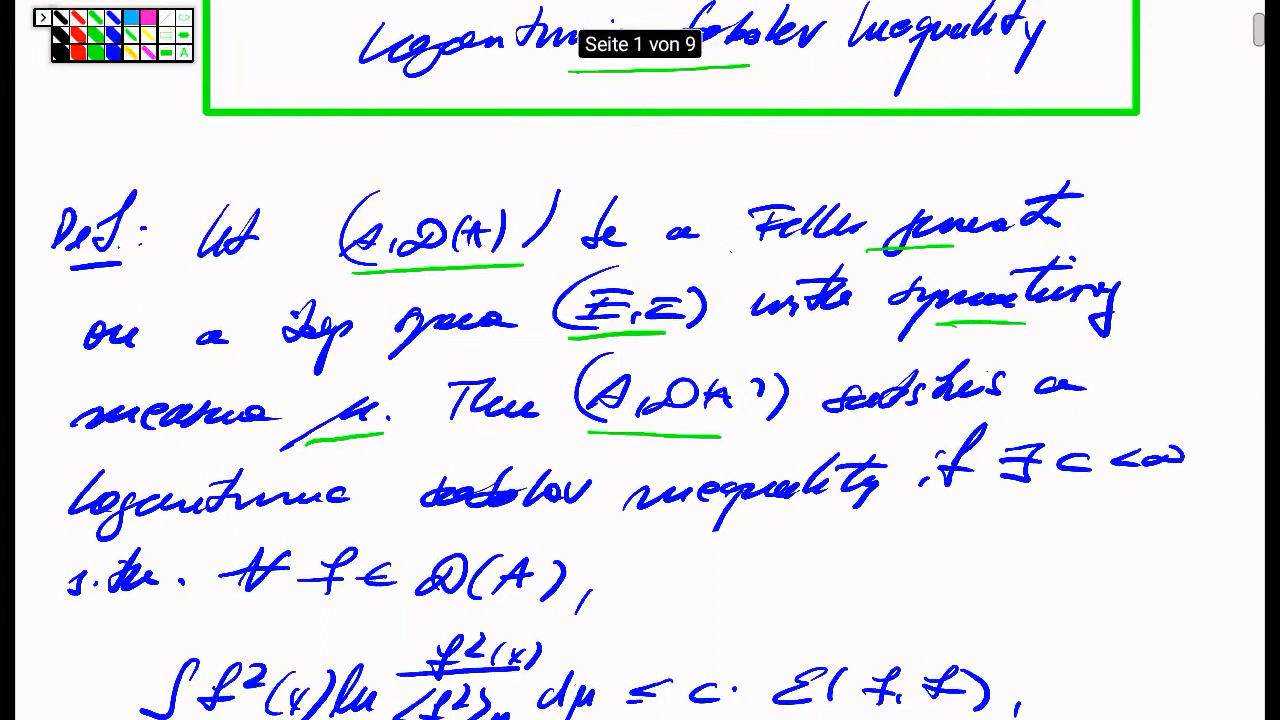 Logarithmic Sobolev Inequality
Seite 1 von 9
Def: Let (A, D(A)) be a Feller generator
on a top space (E, Ξ) with symmetrizing
measure μ. Then (A, D(A)) satisfies a
logarithmic Sobolev inequality if ∃ c < ∞
s.th. ∀ f ∈ D(A),
∫ f²(x) ln f²(x)/⟨f²⟩μ dμ ≤ c · ℰ(f, f),